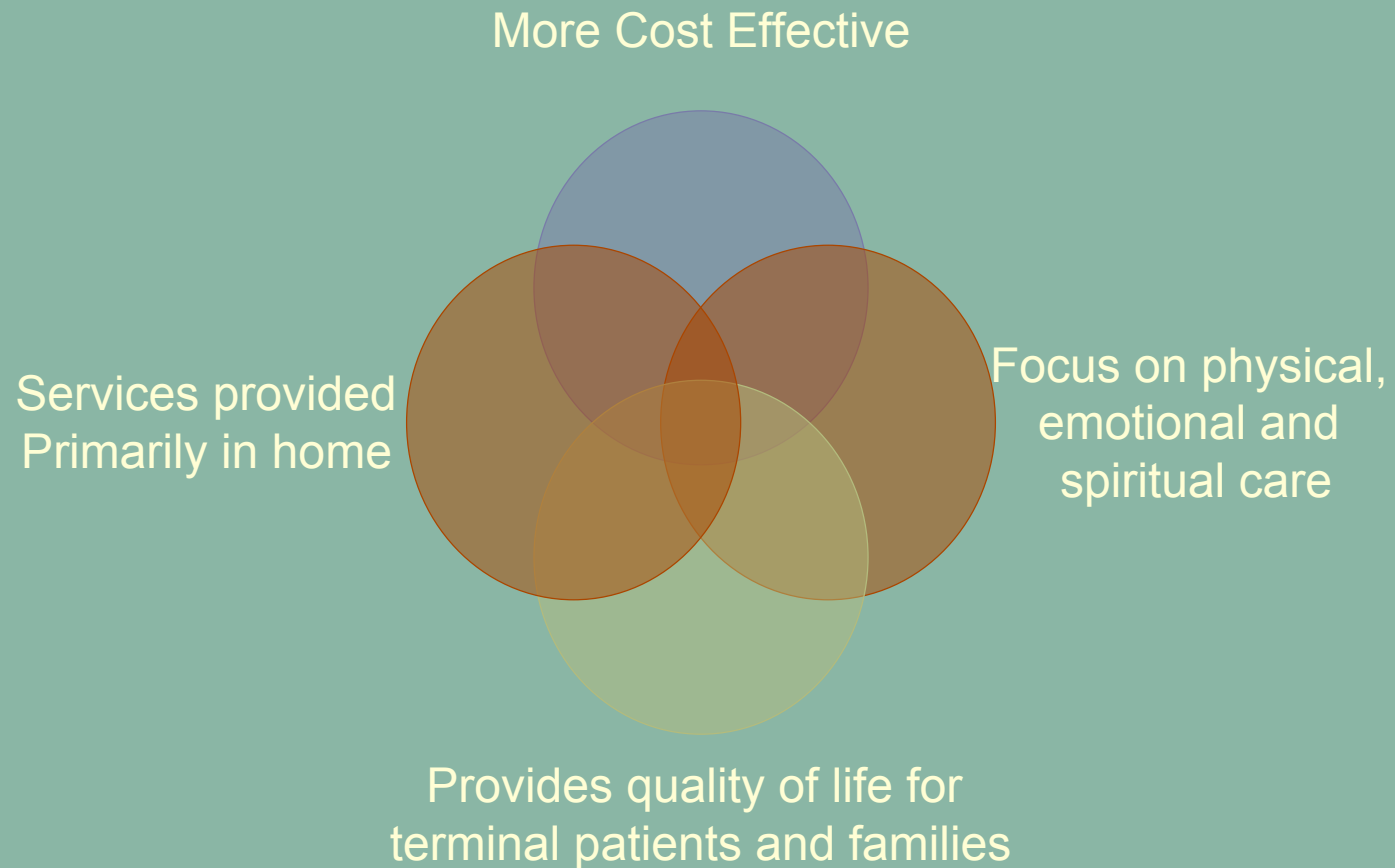 More Cost Effective
Services provided
Primarily in home
Focus on physical,
emotional and
spiritual care
Provides quality of life for
terminal patients and families